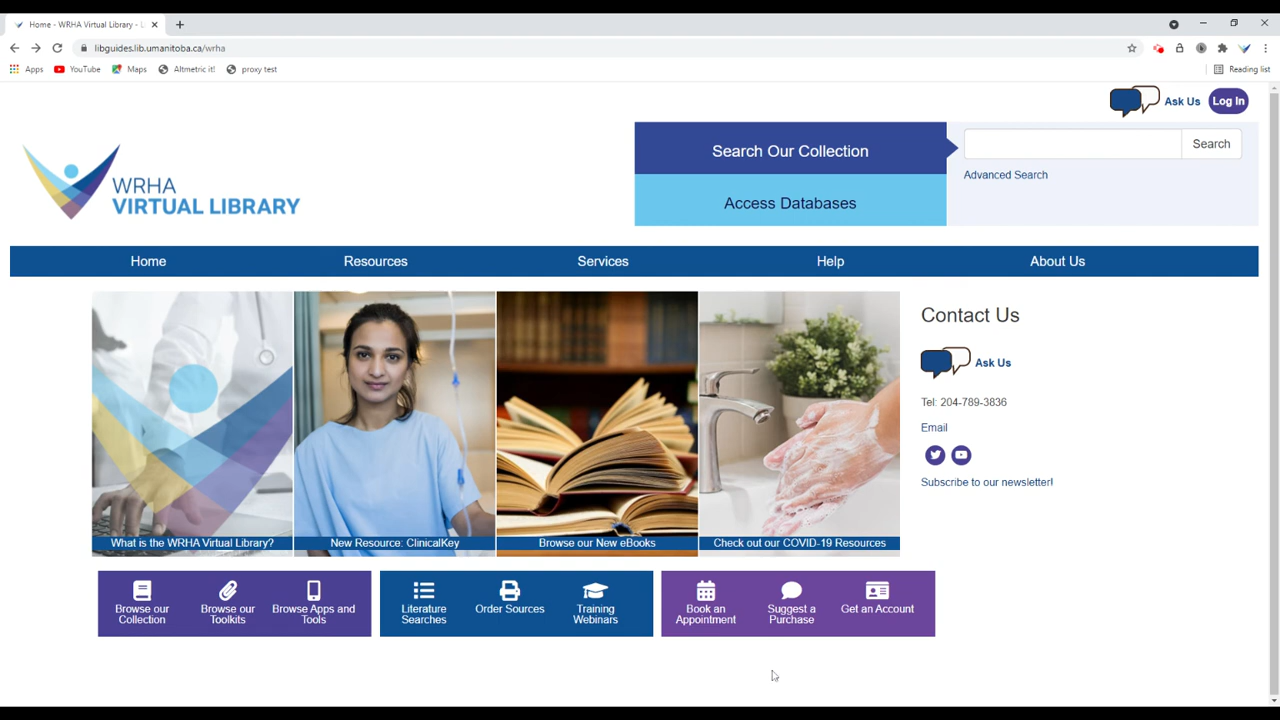 Home - WRHA Virtual Library - L
libguides.lib.umanitoba.ca/wrha
Apps YouTube Maps Altmetric it! proxy test Reading list
Ask Us Log In
WRHA
VIRTUAL LIBRARY
Search Our Collection
Access Databases
Search
Advanced Search
Home Resources Services Help About Us
What is the WRHA Virtual Library?
New Resource: ClinicalKey
Browse our New eBooks
Check out our COVID-19 Resources
Contact Us
Ask Us
Tel: 204-789-3836
Email
Subscribe to our newsletter!
Browse our
Collection
Browse our
Toolkits
Browse Apps and
Tools
Literature
Searches
Order Sources
Training
Webinars
Book an
Appointment
Suggest a
Purchase
Get an Account